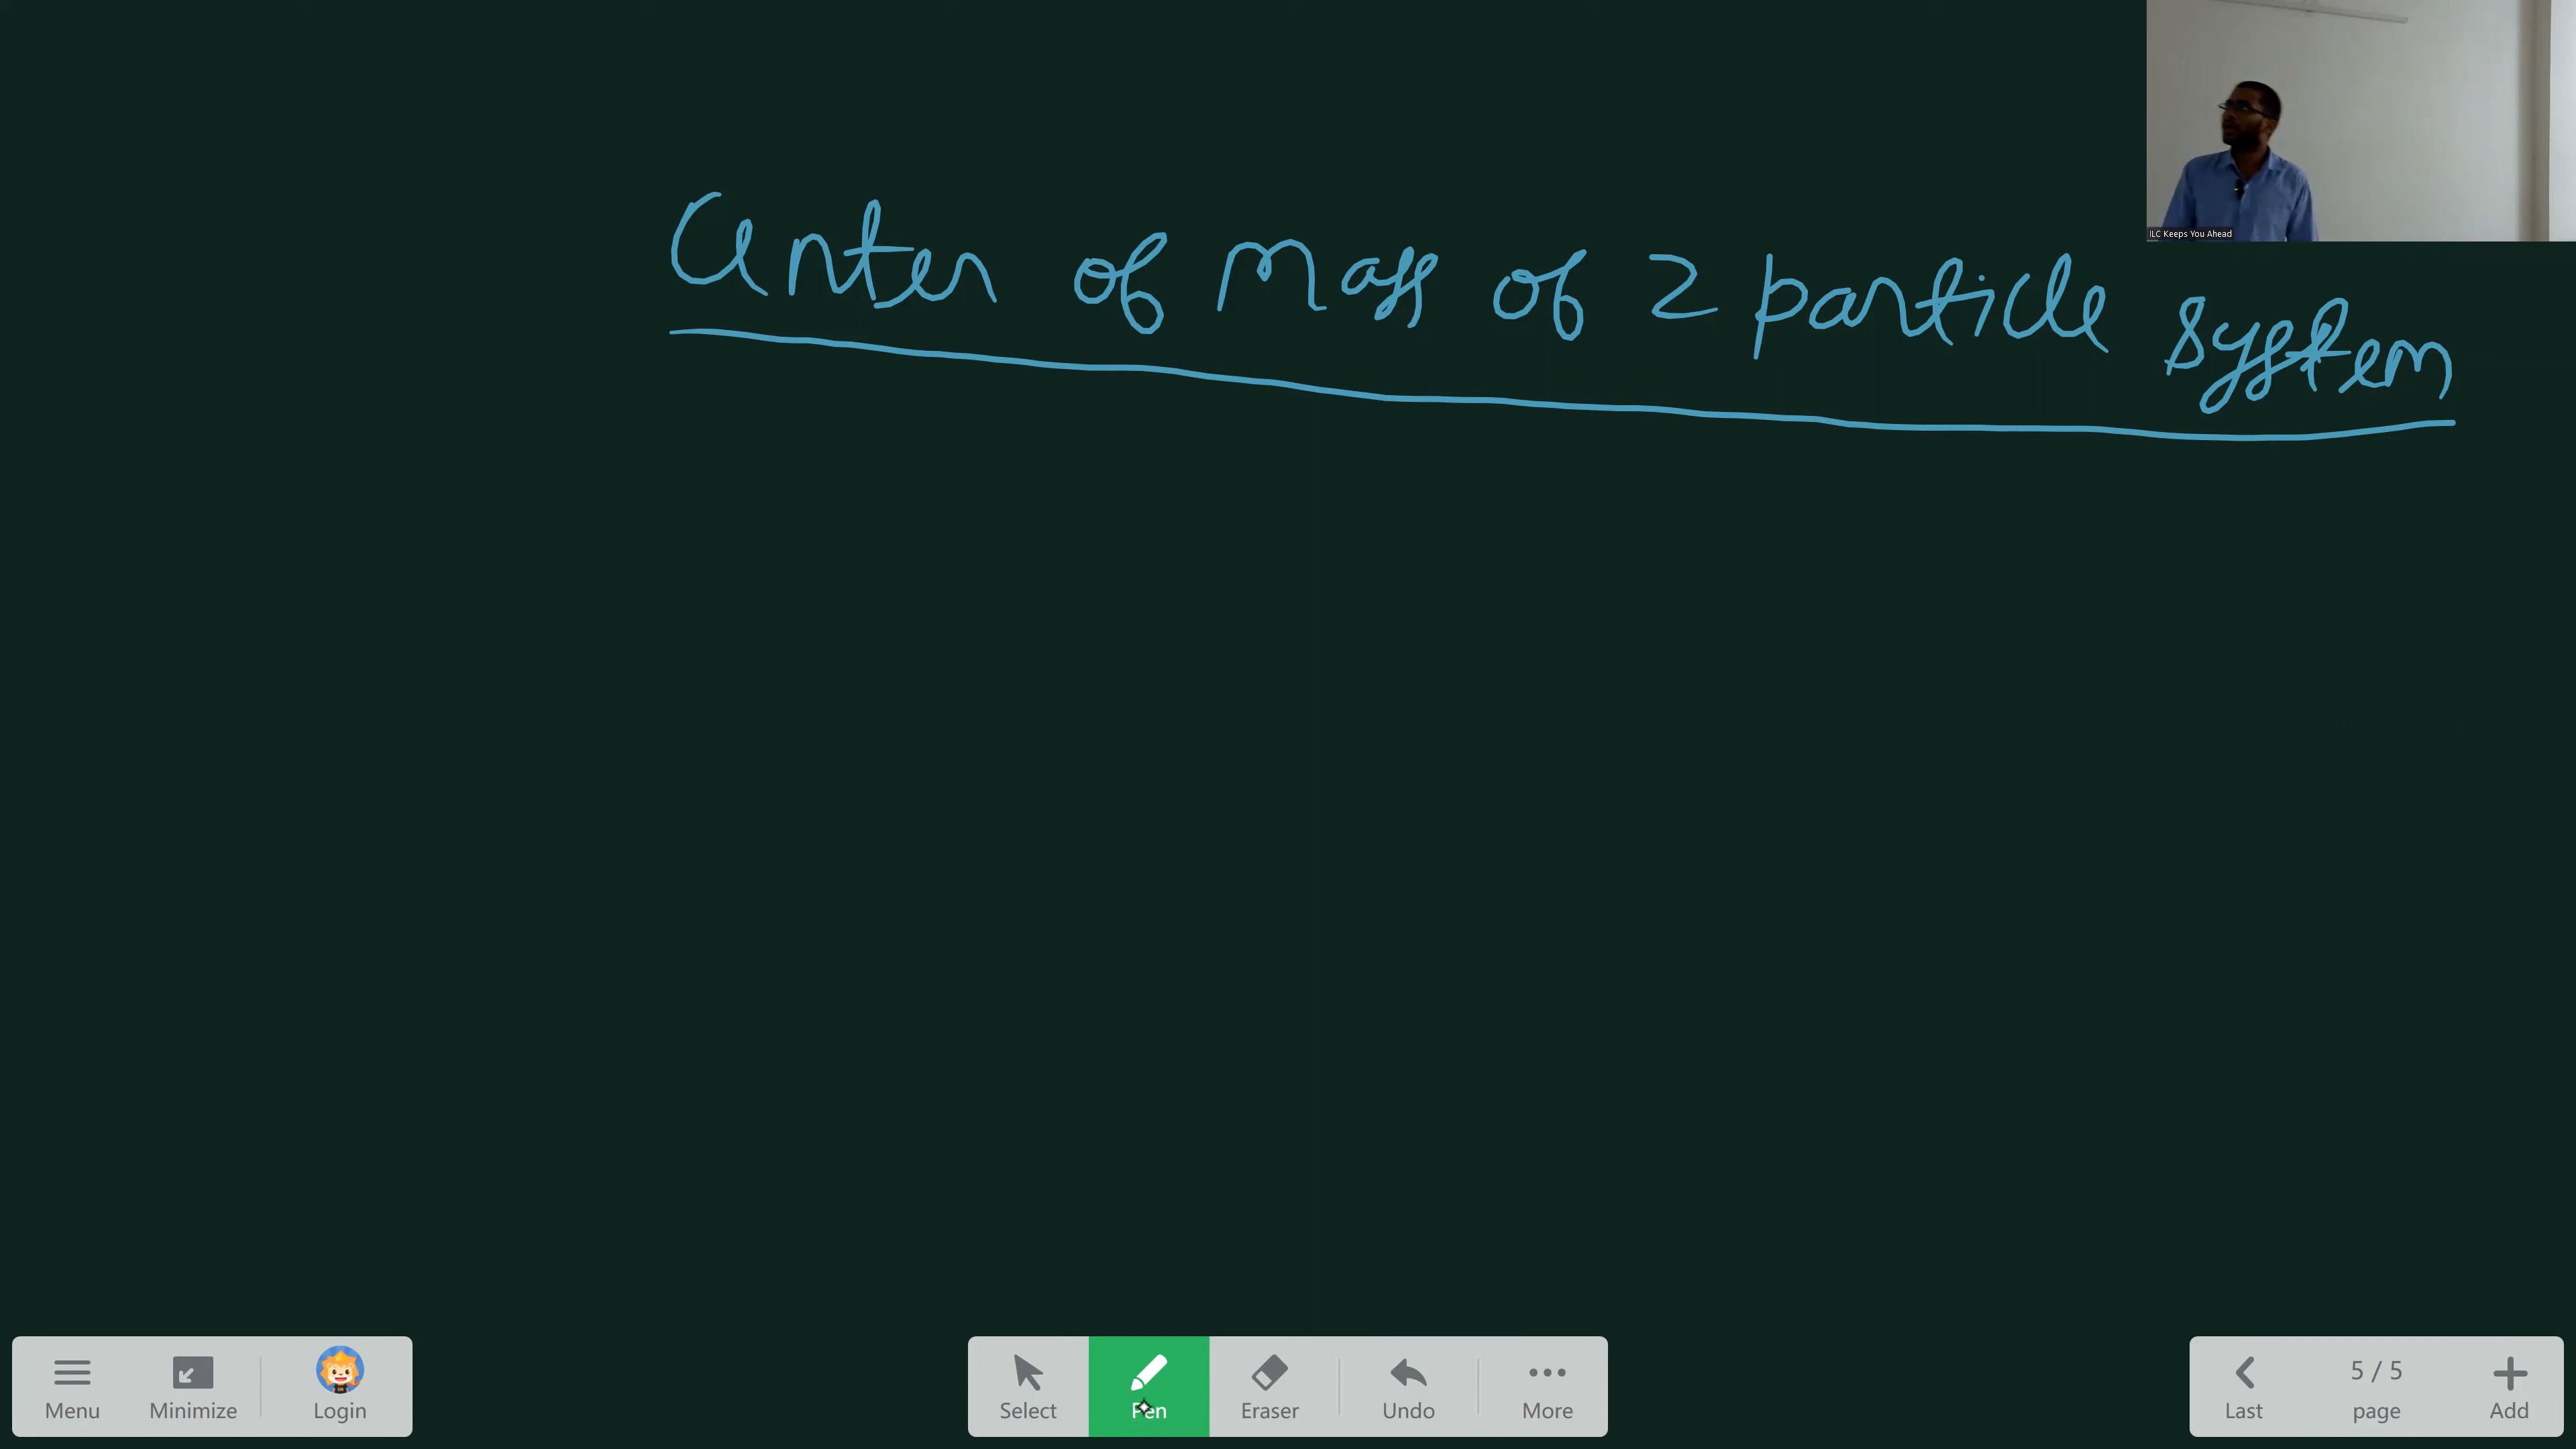 ILC Keeps You Ahead
Center of Mass of 2 particle system
Menu
Minimize
Login
Select
Pen
Eraser
Undo
More
Last
5 / 5
page
Add